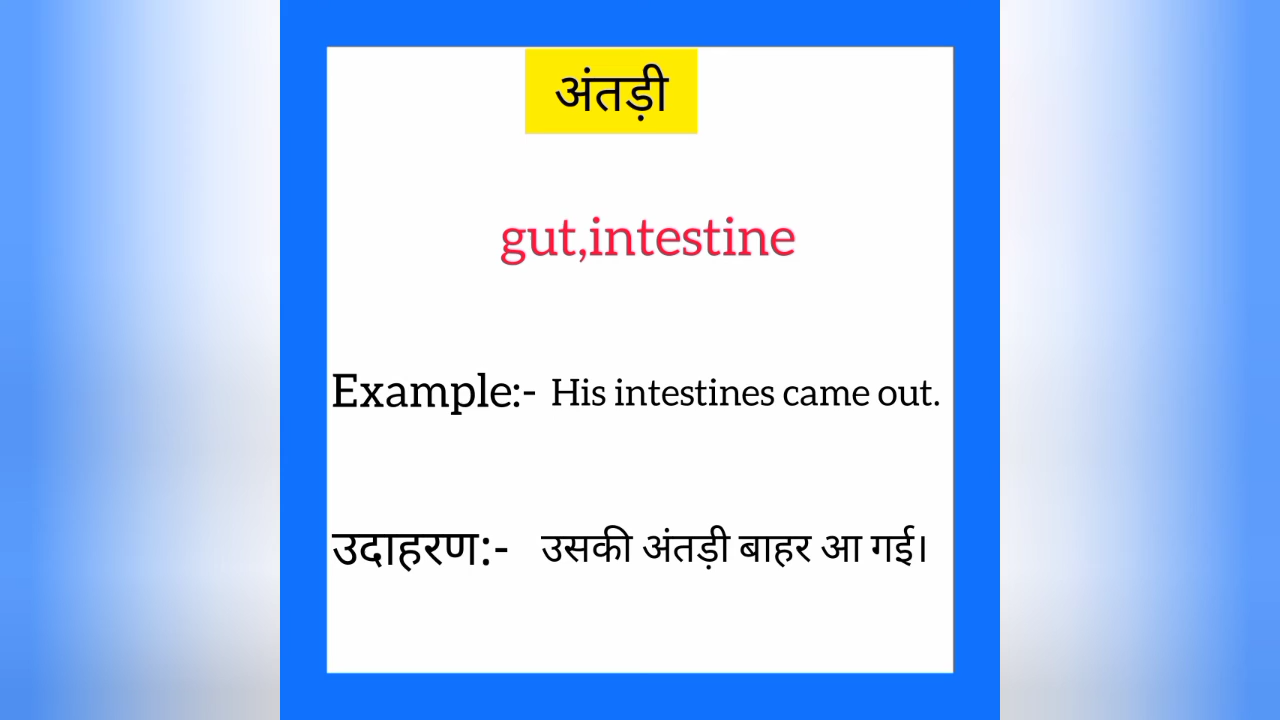 अंतड़ी
gut,intestine
Example:- His intestines came out.
उदाहरण:- उसकी अंतड़ी बाहर आ गई।